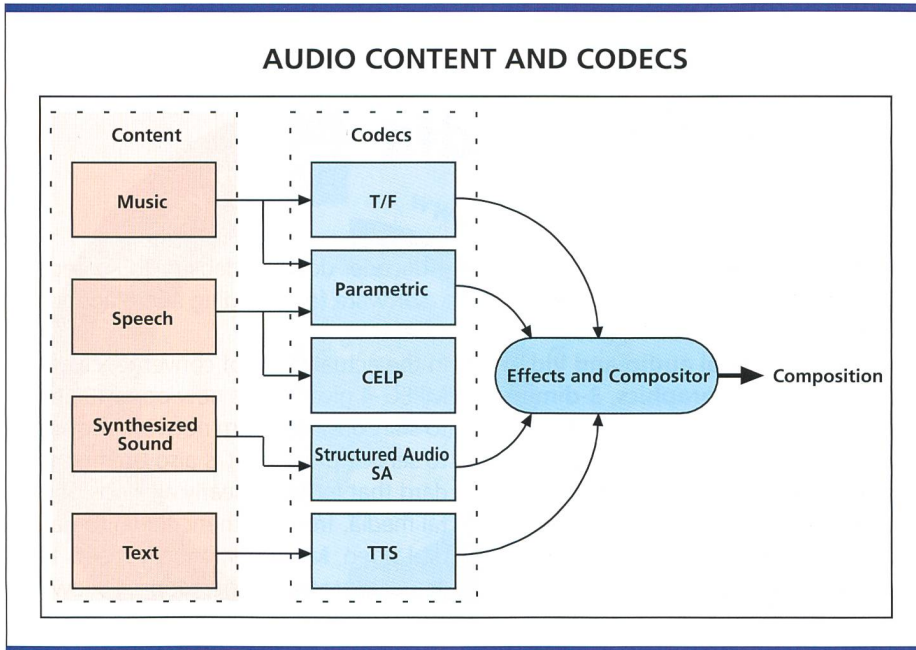 AUDIO CONTENT AND CODECS
Content
Codecs
Music
T/F
Parametric
Speech
CELP
Effects and Compositor
Composition
Synthesized
Sound
Structured Audio
SA
Text
TTS